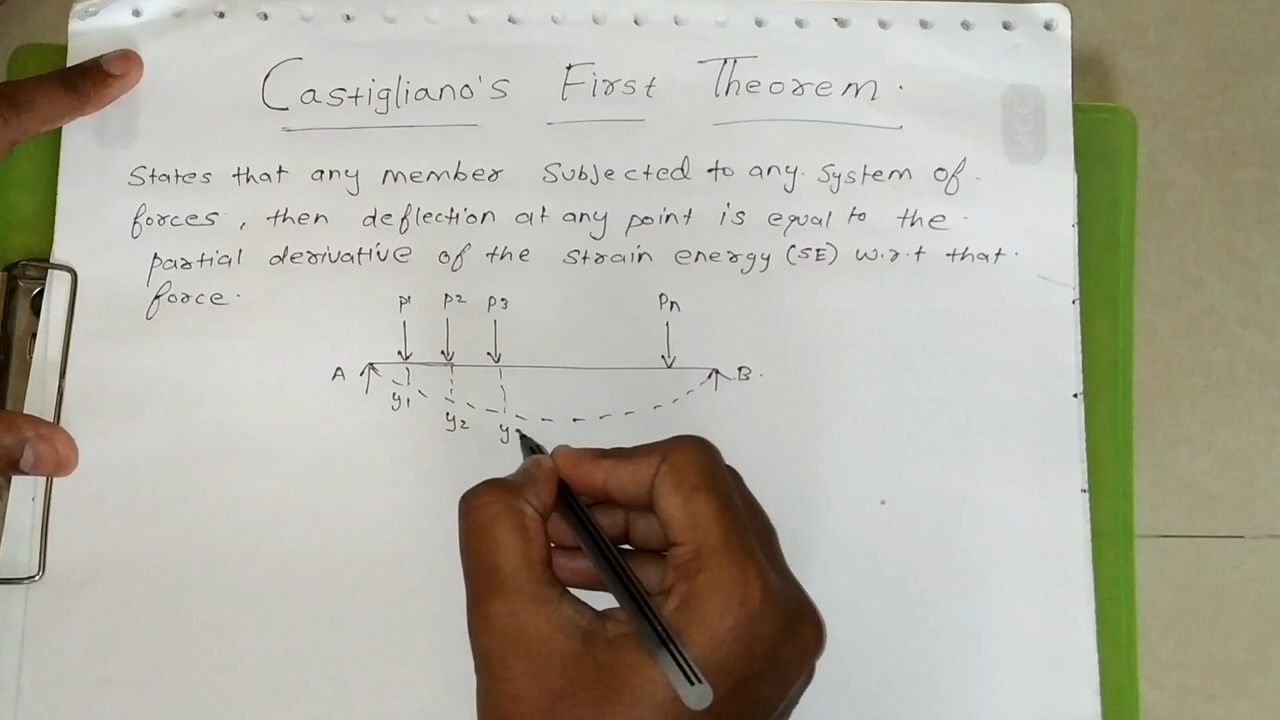 Castigliano's First Theorem.
States that any member Subjected to any System of
forces, then deflection at any point is equal to the
partial derivative of the strain energy (SE) w.r.t that
force.
P1 P2 P3 Pn
A B.
y1
y2
y